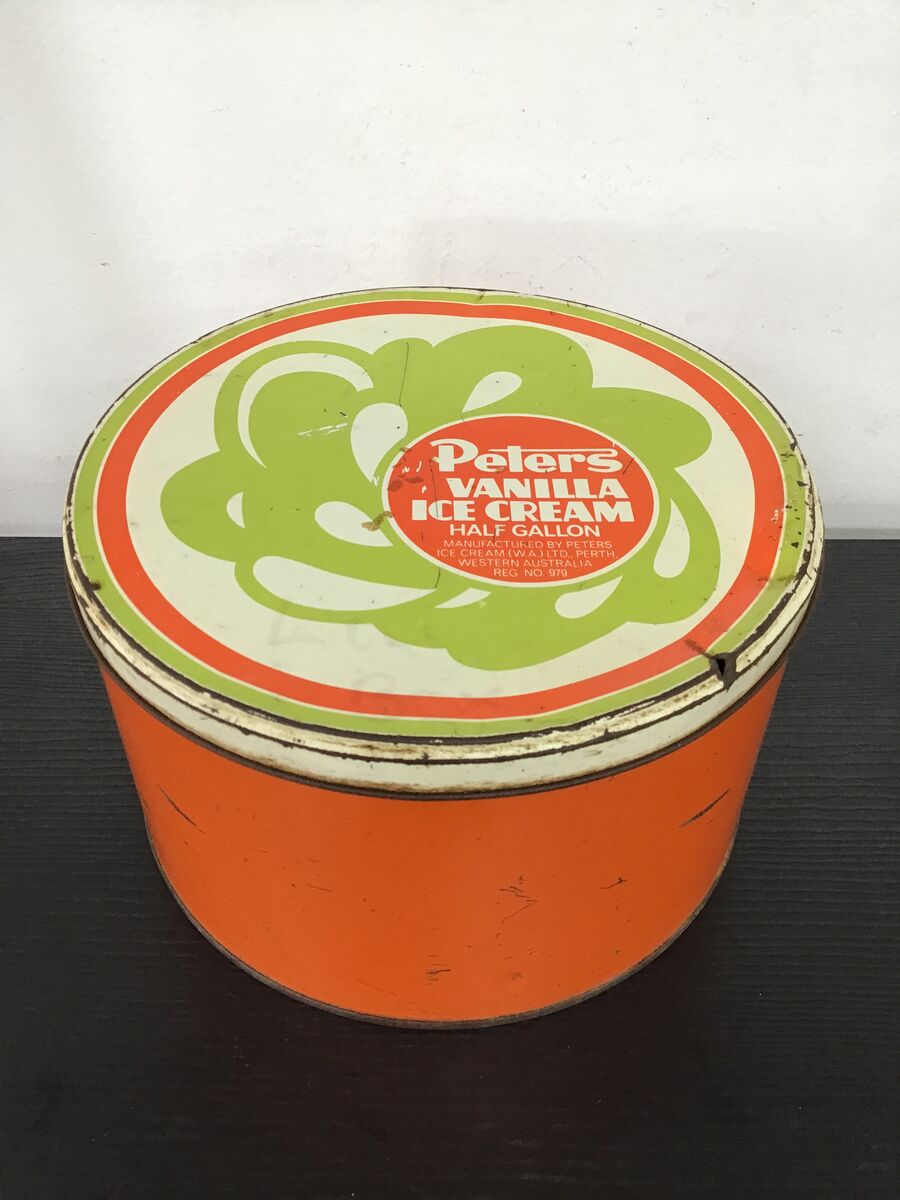 Peters
VANILLA
ICE CREAM
HALF GALLON
MANUFACTURED BY PETERS
ICE CREAM (W.A.) LTD, PERTH,
WESTERN AUSTRALIA
REG NO. 979